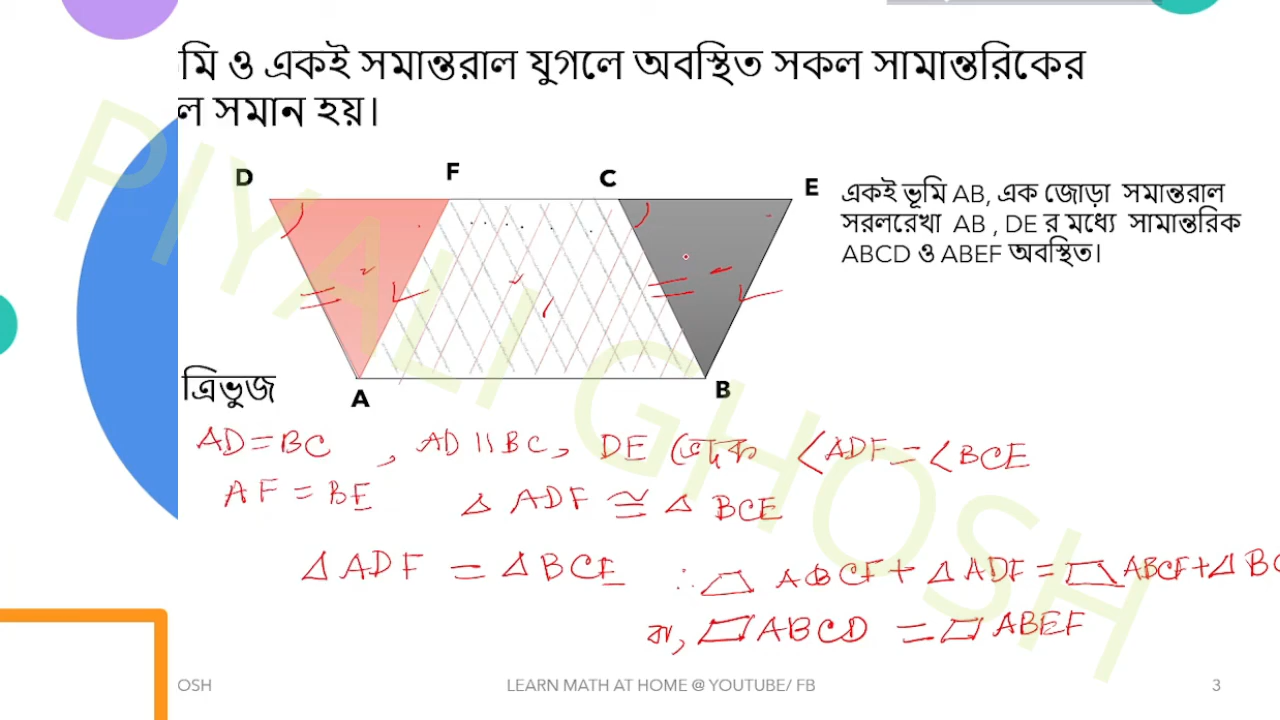 মি ও একই সমান্তরাল যুগলে অবস্থিত সকল সামান্তরিকের
ল সমান হয়।
D F C E
একই ভূমি AB, এক জোড়া সমান্তরাল
সরলরেখা AB , DE র মধ্যে সামান্তরিক
ABCD ও ABEF অবস্থিত।
A B
ত্রিভুজ
AD = BC , AD || BC, DE ছেদক ∠ADF = ∠BCE
AF = BE △ ADF ≅ △ BCE
△ ADF = △ BCE ∴ ⏢ ABCF + △ ADF = ⏢ ABCF + △ BC
বা, ▱ ABCD = ▱ ABEF
PIYALI GHOSH
OSH LEARN MATH AT HOME @ YOUTUBE/ FB 3